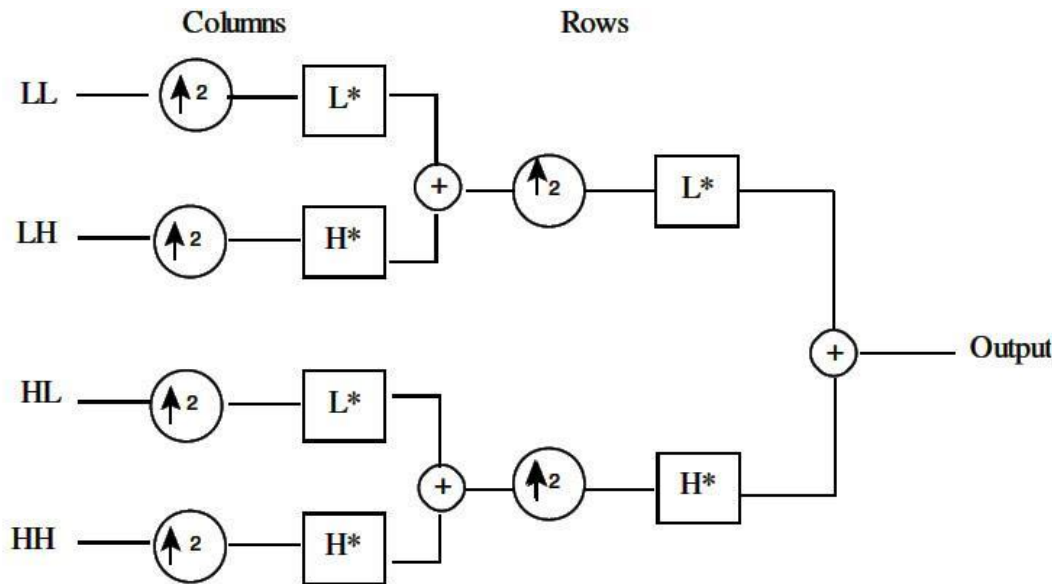 Columns Rows
LL ↑2 L*
+ ↑2 L*
LH ↑2 H*
+ Output
HL ↑2 L*
+ ↑2 H*
HH ↑2 H*